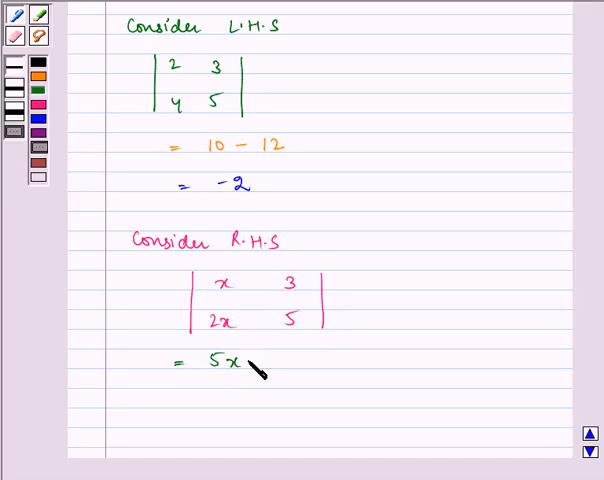 Consider L.H.S
| 2 3 |
| 4 5 |
= 10 - 12
= -2
Consider R.H.S
| x 3 |
| 2x 5 |
= 5x